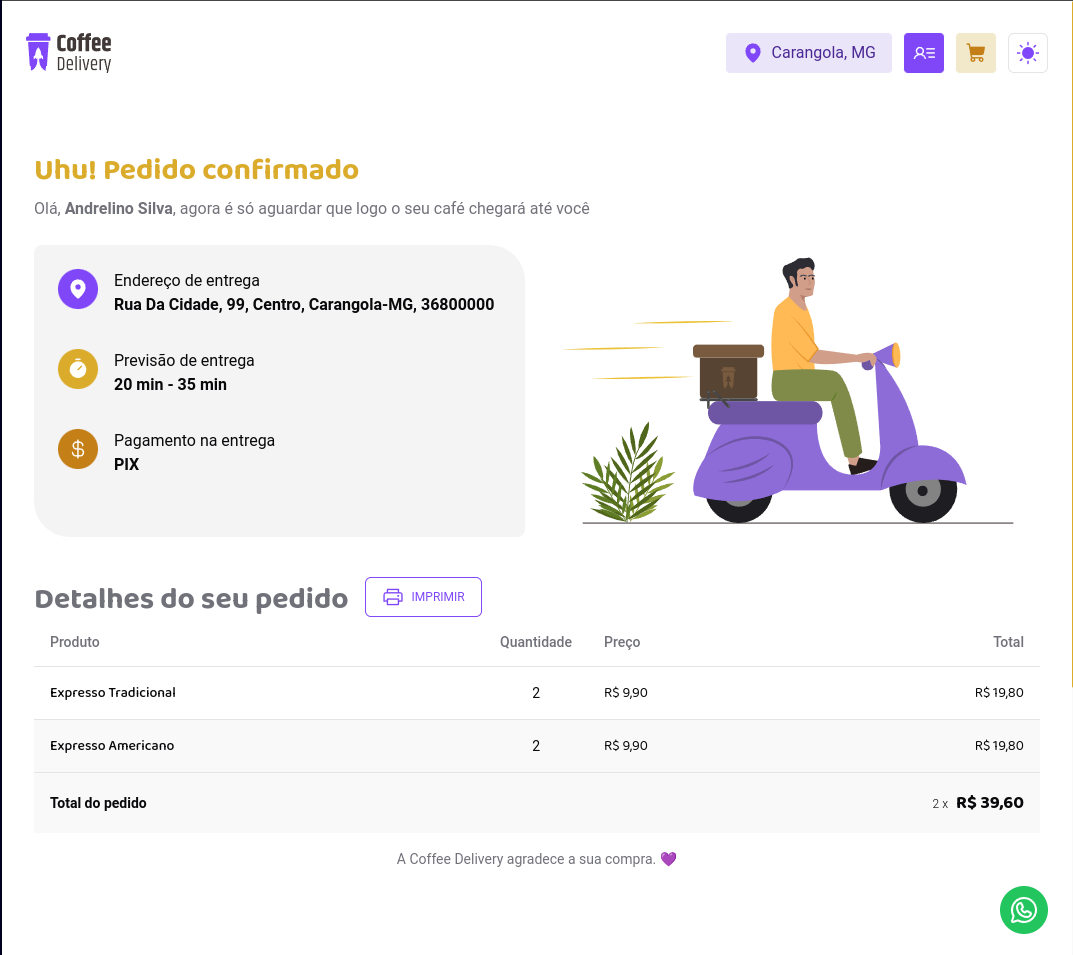 Coffee
Delivery
Carangola, MG
Uhu! Pedido confirmado
Olá, Andrelino Silva, agora é só aguardar que logo o seu café chegará até você
Endereço de entrega
Rua Da Cidade, 99, Centro, Carangola-MG, 36800000
Previsão de entrega
20 min - 35 min
Pagamento na entrega
PIX
Detalhes do seu pedido
IMPRIMIR
Produto Quantidade Preço Total
Expresso Tradicional 2 R$ 9,90 R$ 19,80
Expresso Americano 2 R$ 9,90 R$ 19,80
Total do pedido 2 x R$ 39,60
A Coffee Delivery agradece a sua compra. 💜